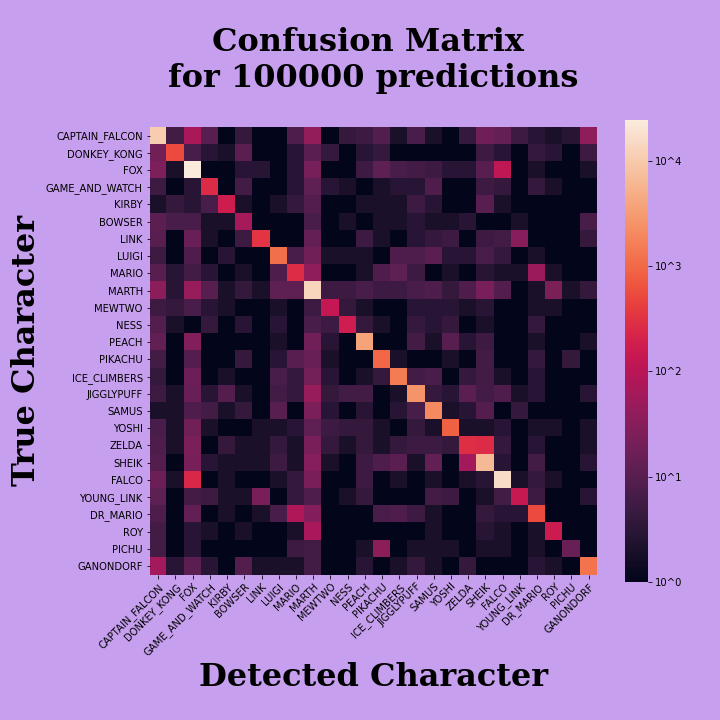 Confusion Matrix
for 100000 predictions
True Character
CAPTAIN_FALCON
DONKEY_KONG
FOX
GAME_AND_WATCH
KIRBY
BOWSER
LINK
LUIGI
MARIO
MARTH
MEWTWO
NESS
PEACH
PIKACHU
ICE_CLIMBERS
JIGGLYPUFF
SAMUS
YOSHI
ZELDA
SHEIK
FALCO
YOUNG_LINK
DR_MARIO
ROY
PICHU
GANONDORF
CAPTAIN_FALCON
DONKEY_KONG
FOX
GAME_AND_WATCH
KIRBY
BOWSER
LINK
LUIGI
MARIO
MARTH
MEWTWO
NESS
PEACH
PIKACHU
ICE_CLIMBERS
JIGGLYPUFF
SAMUS
YOSHI
ZELDA
SHEIK
FALCO
YOUNG_LINK
DR_MARIO
ROY
PICHU
GANONDORF
10^4
10^3
10^2
10^1
10^0
Detected Character